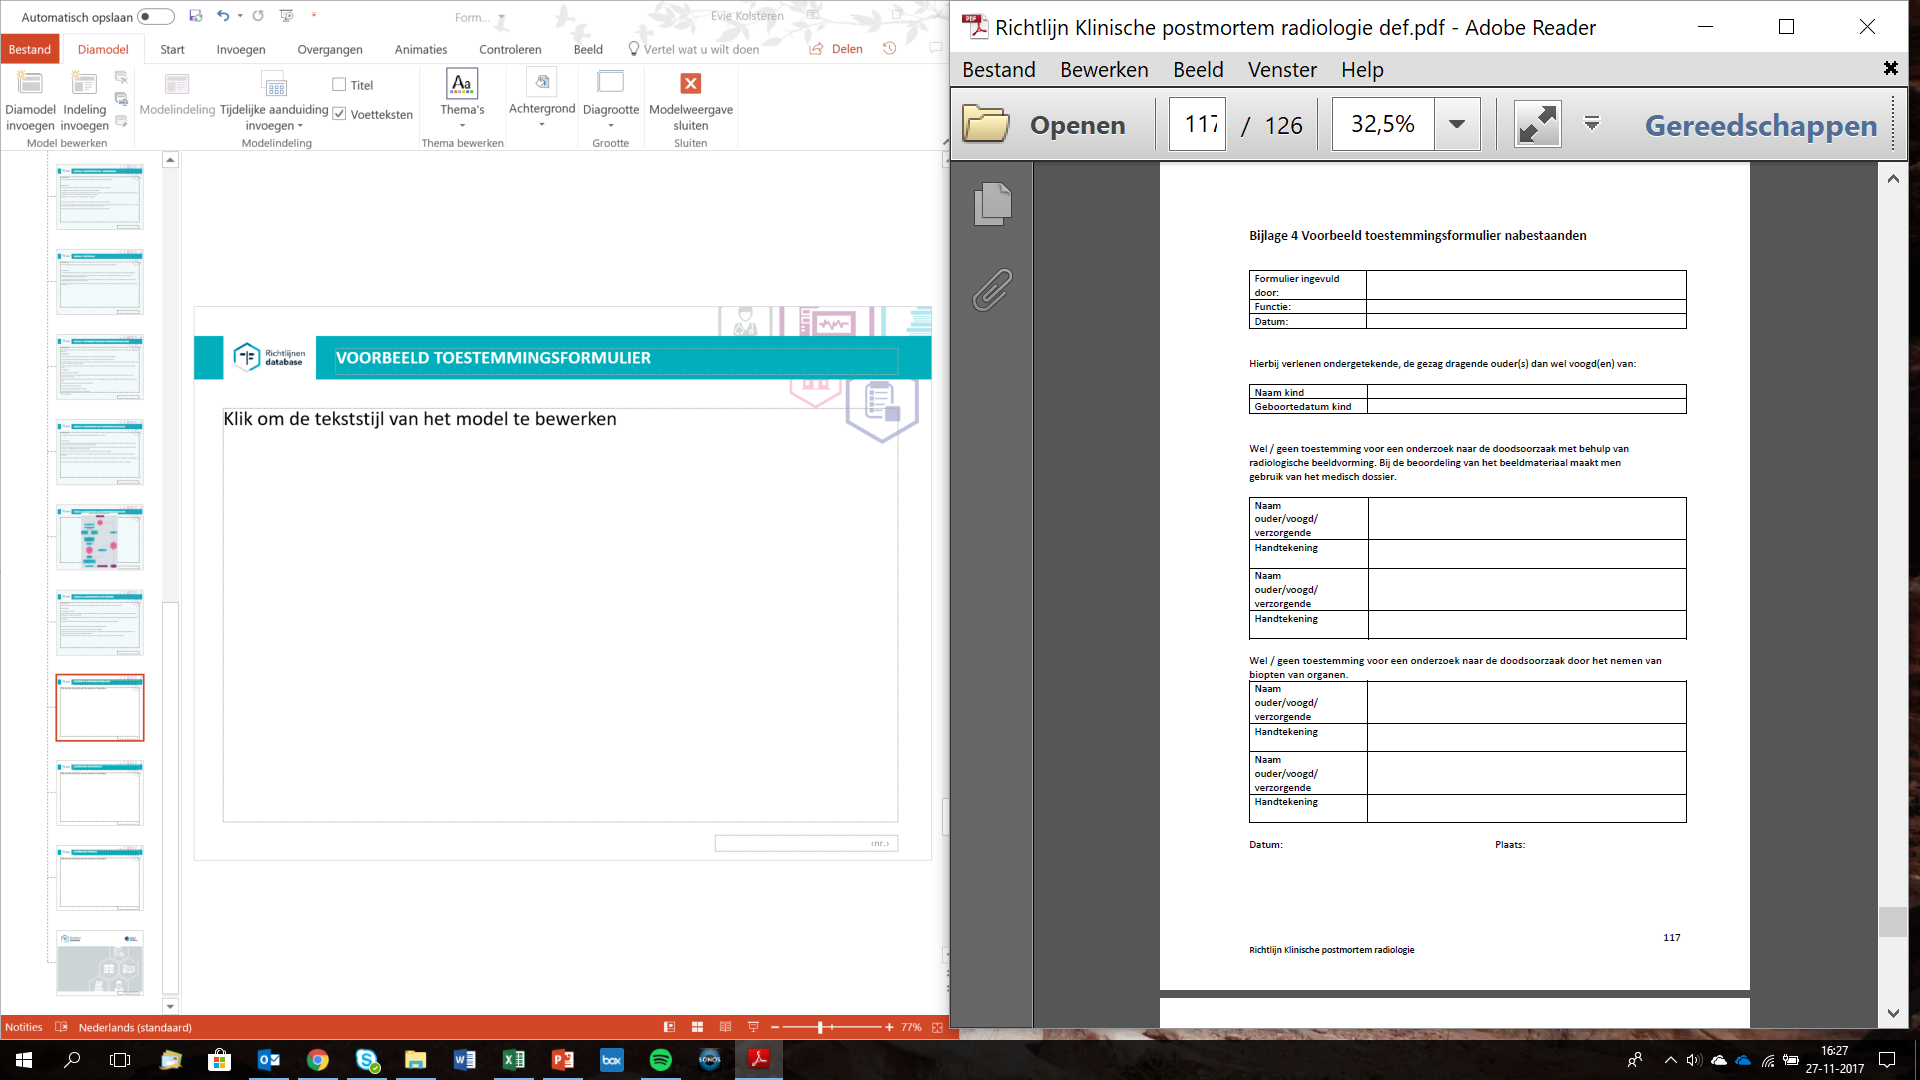 Automatisch opslaan
Form...
Evie Kolsteren
Bestand
Diamodel
Start
Invoegen
Overgangen
Animaties
Controleren
Beeld
Vertel wat u wilt doen
Delen
Diamodel
invoegen
Indeling
invoegen
Modelindeling
Tijdelijke aanduiding
invoegen
Titel
Voetteksten
Thema's
Achtergrond
Diagrootte
Modelweergave
sluiten
Model bewerken
Modelindeling
Thema bewerken
Grootte
Sluiten
Richtlijnen
database
VOORBEELD TOESTEMMINGSFORMULIER
Klik om de tekststijl van het model te bewerken
‹nr.›
Notities
Nederlands (standaard)
77%
Richtlijn Klinische postmortem radiologie def.pdf - Adobe Reader
Bestand Bewerken Beeld Venster Help
Openen
117 / 126
32,5%
Gereedschappen
Bijlage 4 Voorbeeld toestemmingsformulier nabestaanden
Formulier ingevuld
door:
Functie:
Datum:
Hierbij verlenen ondergetekende, de gezag dragende ouder(s) dan wel voogd(en) van:
Naam kind
Geboortedatum kind
Wel / geen toestemming voor een onderzoek naar de doodsoorzaak met behulp van
radiologische beeldvorming. Bij de beoordeling van het beeldmateriaal maakt men
gebruik van het medisch dossier.
Naam
ouder/voogd/
verzorgende
Handtekening
Naam
ouder/voogd/
verzorgende
Handtekening
Wel / geen toestemming voor een onderzoek naar de doodsoorzaak door het nemen van
biopten van organen.
Naam
ouder/voogd/
verzorgende
Handtekening
Naam
ouder/voogd/
verzorgende
Handtekening
Datum: Plaats:
117
Richtlijn Klinische postmortem radiologie
box
SONOS
16:27
27-11-2017